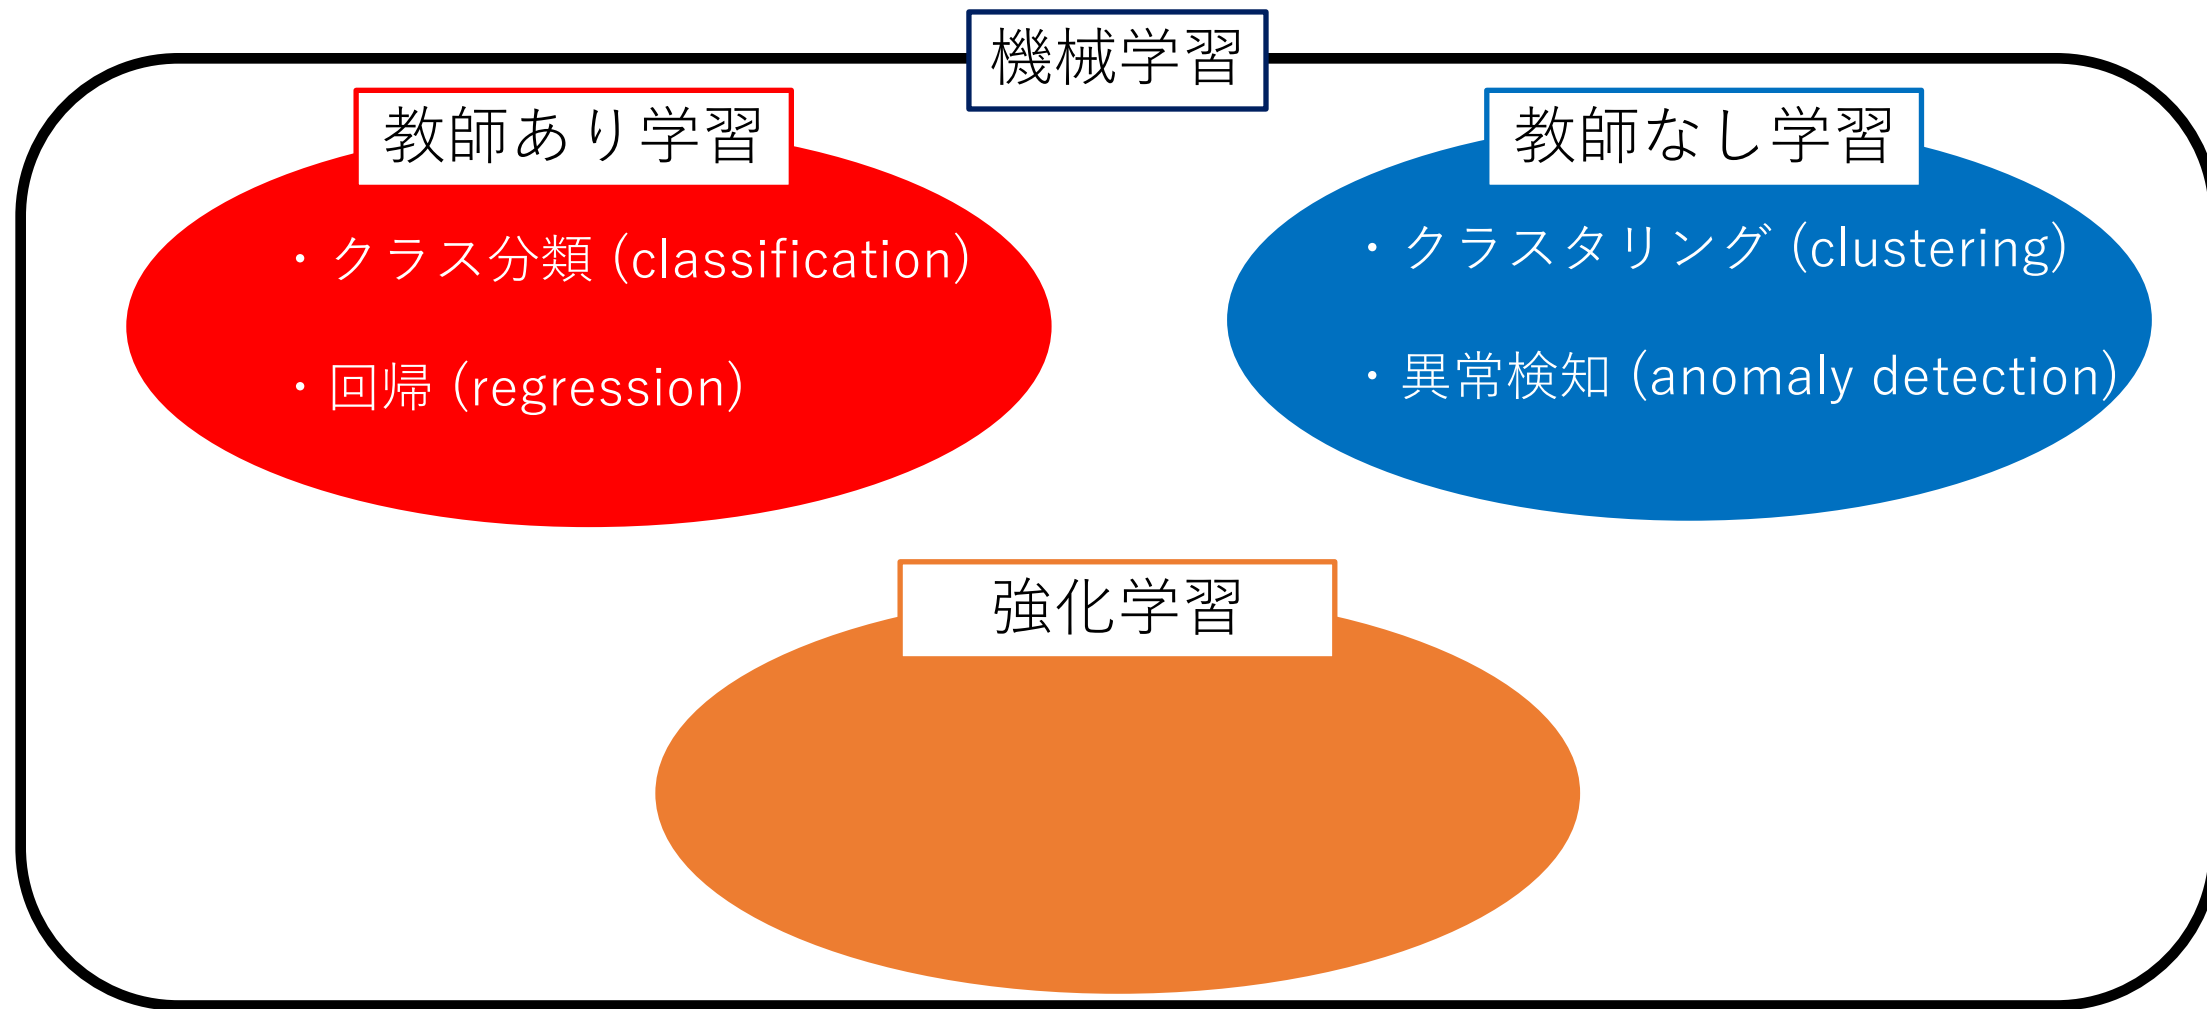 機械学習
教師あり学習
・クラス分類 (classification)
・回帰 (regression)
教師なし学習
・クラスタリング (clustering)
・異常検知 (anomaly detection)
強化学習